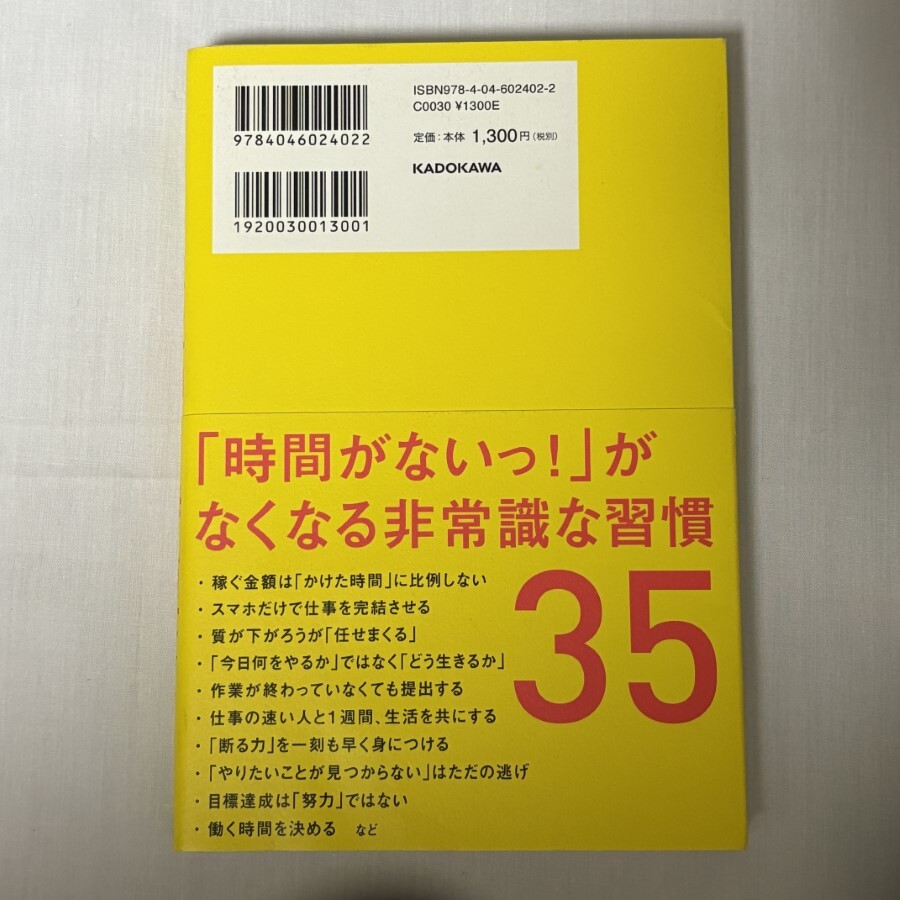 ISBN978-4-04-602402-2
C0030 ¥1300E
定価:本体 1,300円(税別)
KADOKAWA
9784046024022
1920030013001
「時間がないっ!」が
なくなる非常識な習慣
35
・稼ぐ金額は「かけた時間」に比例しない
・スマホだけで仕事を完結させる
・質が下がろうが「任せまくる」
・「今日何をやるか」ではなく「どう生きるか」
・作業が終わっていなくても提出する
・仕事の速い人と1週間、生活を共にする
・「断る力」を一刻も早く身につける
・「やりたいことが見つからない」はただの逃げ
・目標達成は「努力」ではない
・働く時間を決める など